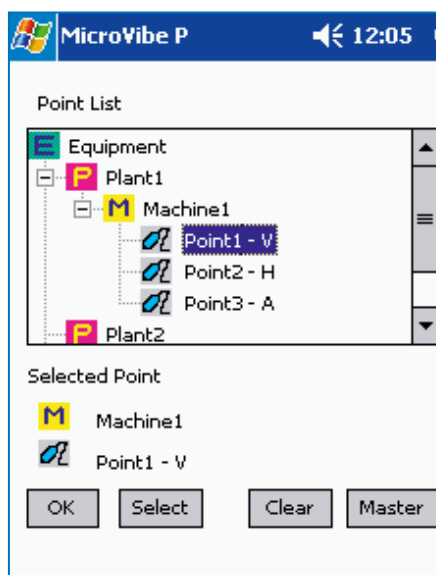 MicroVibe P 12:05
Point List
E Equipment
P Plant1
M Machine1
Point1 - V
Point2 - H
Point3 - A
P Plant2
Selected Point
M Machine1
Point1 - V
OK Select Clear Master